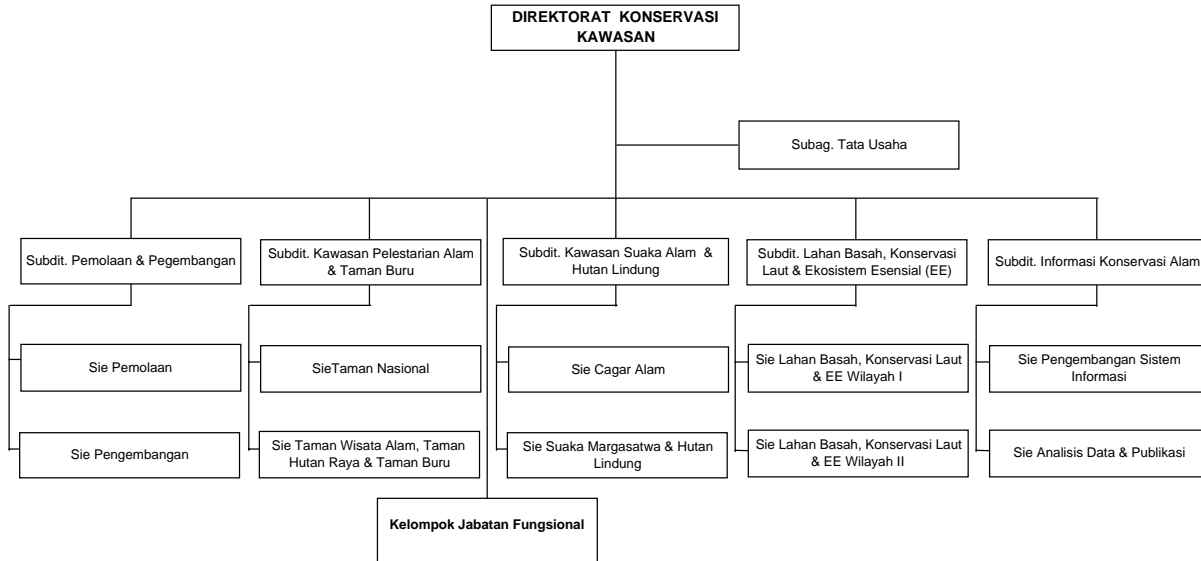 DIREKTORAT KONSERVASI
KAWASAN
Subag. Tata Usaha
Subdit. Pemolaan & Pegembangan
Subdit. Kawasan Pelestarian Alam
& Taman Buru
Subdit. Kawasan Suaka Alam &
Hutan Lindung
Subdit. Lahan Basah, Konservasi
Laut & Ekosistem Esensial (EE)
Subdit. Informasi Konservasi Alam
Sie Pemolaan
SieTaman Nasional
Sie Cagar Alam
Sie Lahan Basah, Konservasi Laut
& EE Wilayah I
Sie Pengembangan Sistem
Informasi
Sie Pengembangan
Sie Taman Wisata Alam, Taman
Hutan Raya & Taman Buru
Sie Suaka Margasatwa & Hutan
Lindung
Sie Lahan Basah, Konservasi Laut
& EE Wilayah II
Sie Analisis Data & Publikasi
Kelompok Jabatan Fungsional